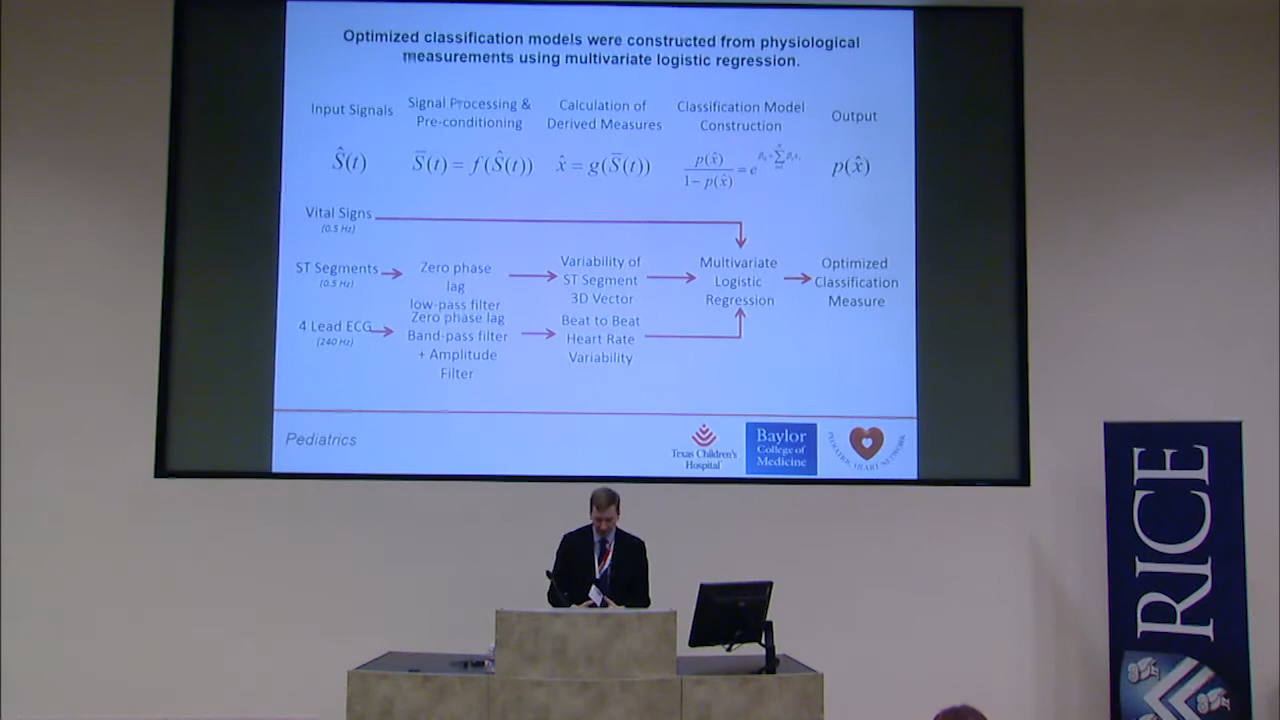 Optimized classification models were constructed from physiological
measurements using multivariate logistic regression.
Input Signals
Signal Processing &
Pre-conditioning
Calculation of
Derived Measures
Classification Model
Construction
Output
Ŝ(t)
S̅(t) = f(Ŝ(t))
x̂ = g(S̅(t))
p(x̂)
1− p(x̂)
= e
p(x̂)
Vital Signs
(0.5 Hz)
ST Segments
(0.5 Hz)
Zero phase
lag
low-pass filter
Variability of
ST Segment
3D Vector
Multivariate
Logistic
Regression
Optimized
Classification
Measure
4 Lead ECG
(240 Hz)
Zero phase lag
Band-pass filter
+ Amplitude
Filter
Beat to Beat
Heart Rate
Variability
Pediatrics
Texas Children's
Hospital
Baylor
College of
Medicine
PEDIATRIC HEART NETWORK
RICE